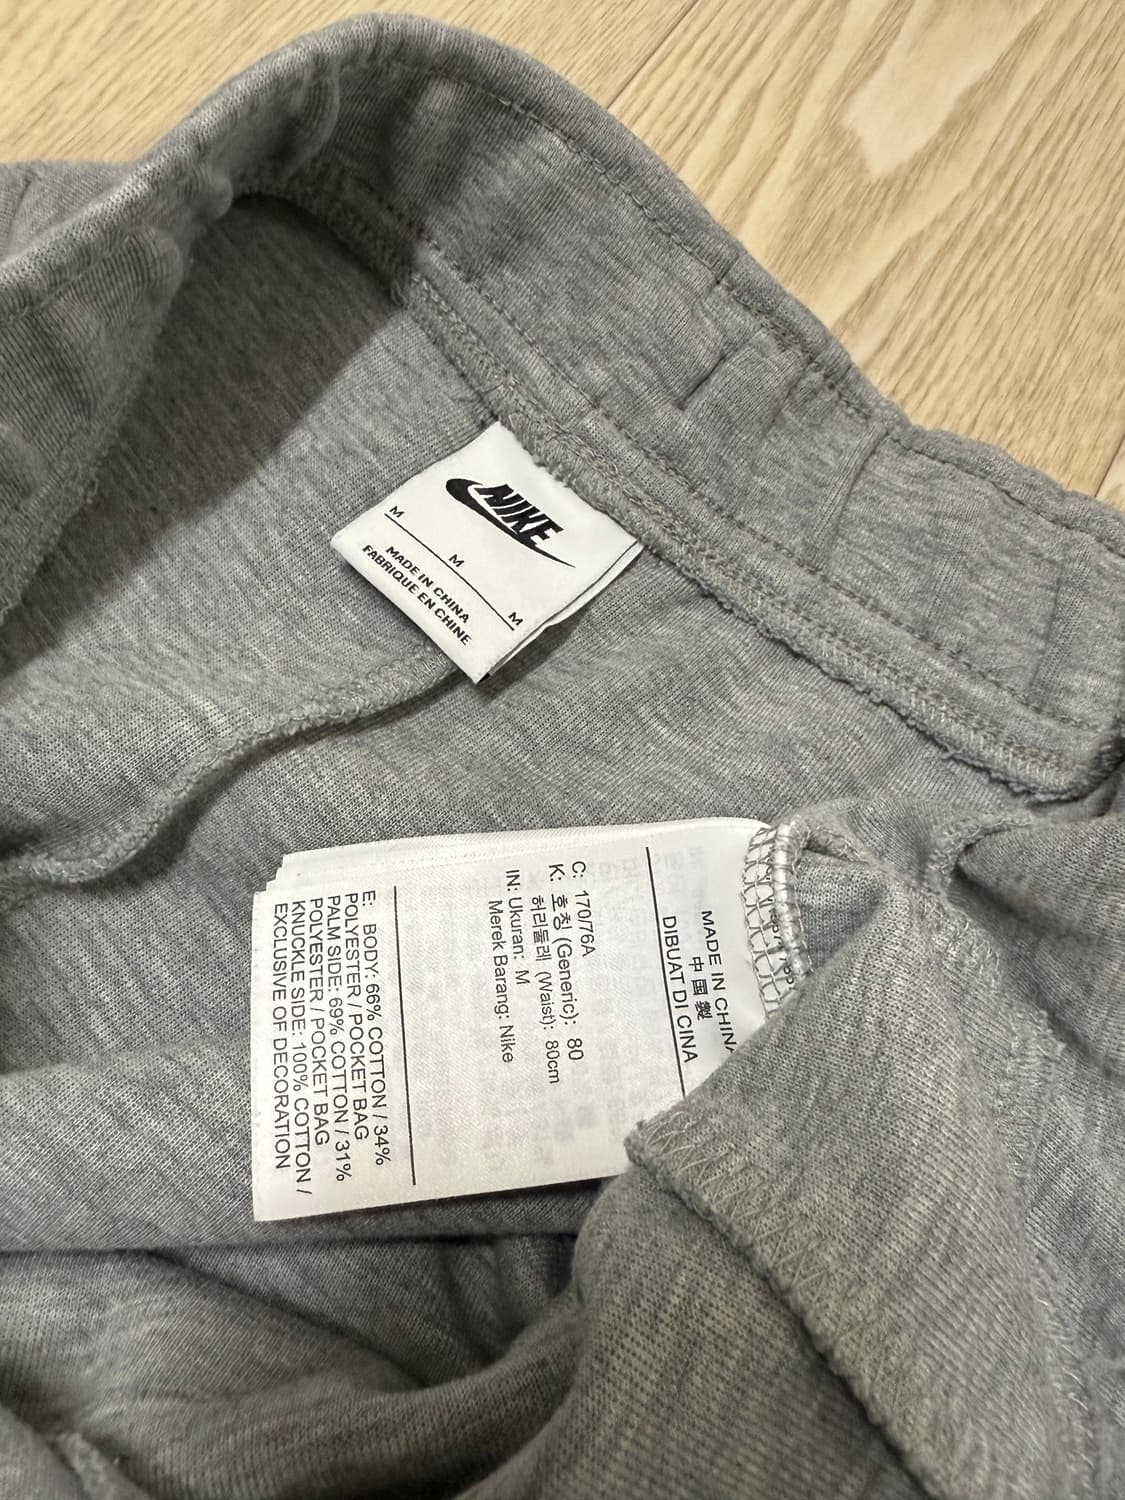 NIKE
M M M
MADE IN CHINA
FABRIQUE EN CHINE
MADE IN CHINA
中國製
DIBUAT DI CINA
C: 170/76A
K: 호칭 (Generic): 80
허리둘레 (Waist): 80cm
IN: Ukuran: M
Merek Barang: Nike
E: BODY: 66% COTTON / 34%
POLYESTER / POCKET BAG
PALM SIDE: 69% COTTON / 31%
POLYESTER / POCKET BAG
KNUCKLE SIDE: 100% COTTON /
EXCLUSIVE OF DECORATION